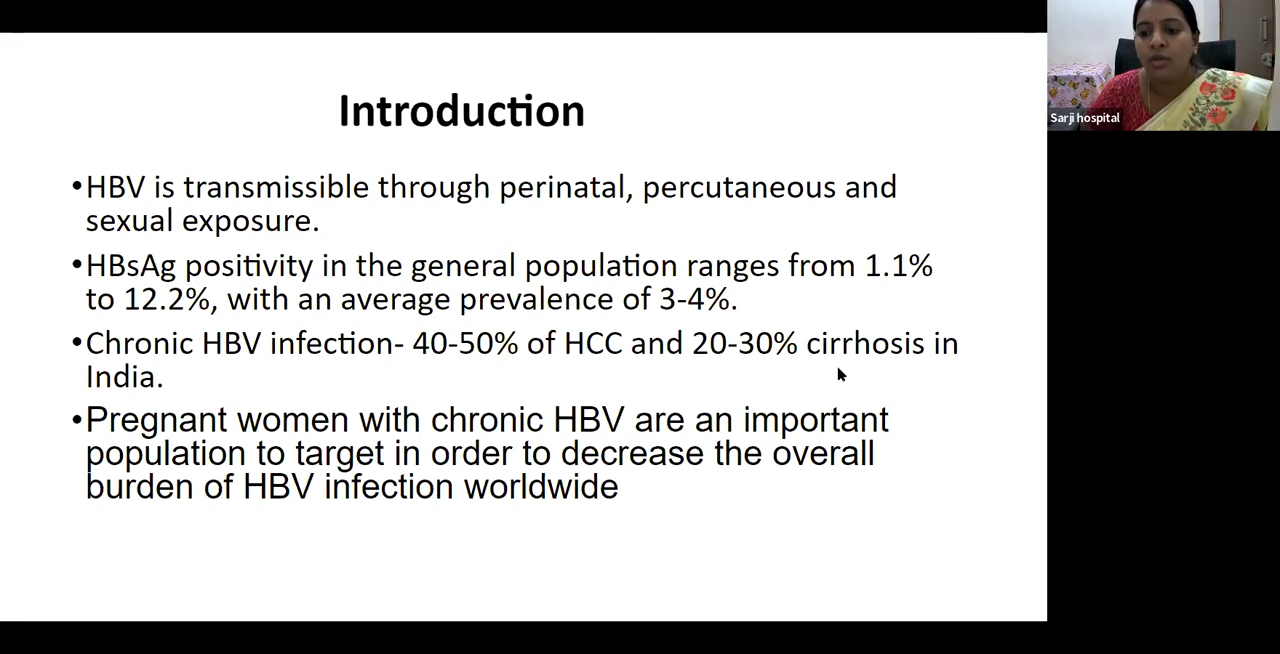 Introduction
•HBV is transmissible through perinatal, percutaneous and
sexual exposure.
•HBsAg positivity in the general population ranges from 1.1%
to 12.2%, with an average prevalence of 3-4%.
•Chronic HBV infection- 40-50% of HCC and 20-30% cirrhosis in
India.
•Pregnant women with chronic HBV are an important
population to target in order to decrease the overall
burden of HBV infection worldwide
Sarji hospital